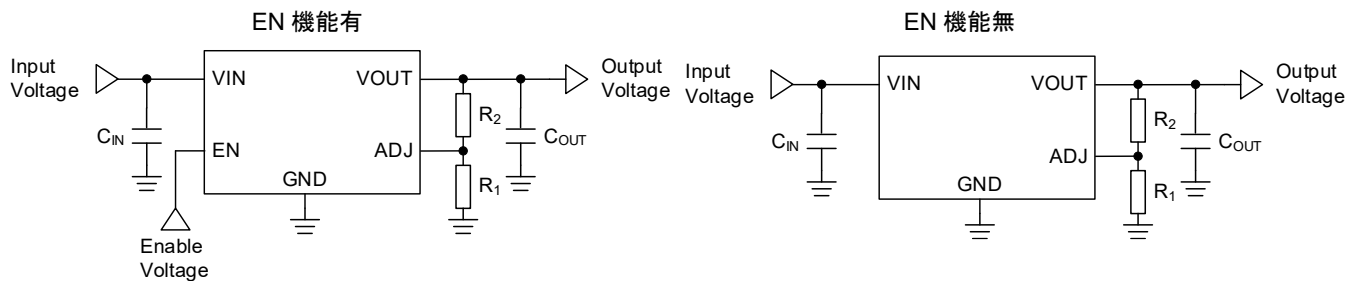 EN 機能有
Input
Voltage
VIN
VOUT
Output
Voltage
R2
CIN
COUT
EN
ADJ
GND
R1
Enable
Voltage
EN 機能無
Input
Voltage
VIN
VOUT
Output
Voltage
R2
CIN
COUT
ADJ
GND
R1